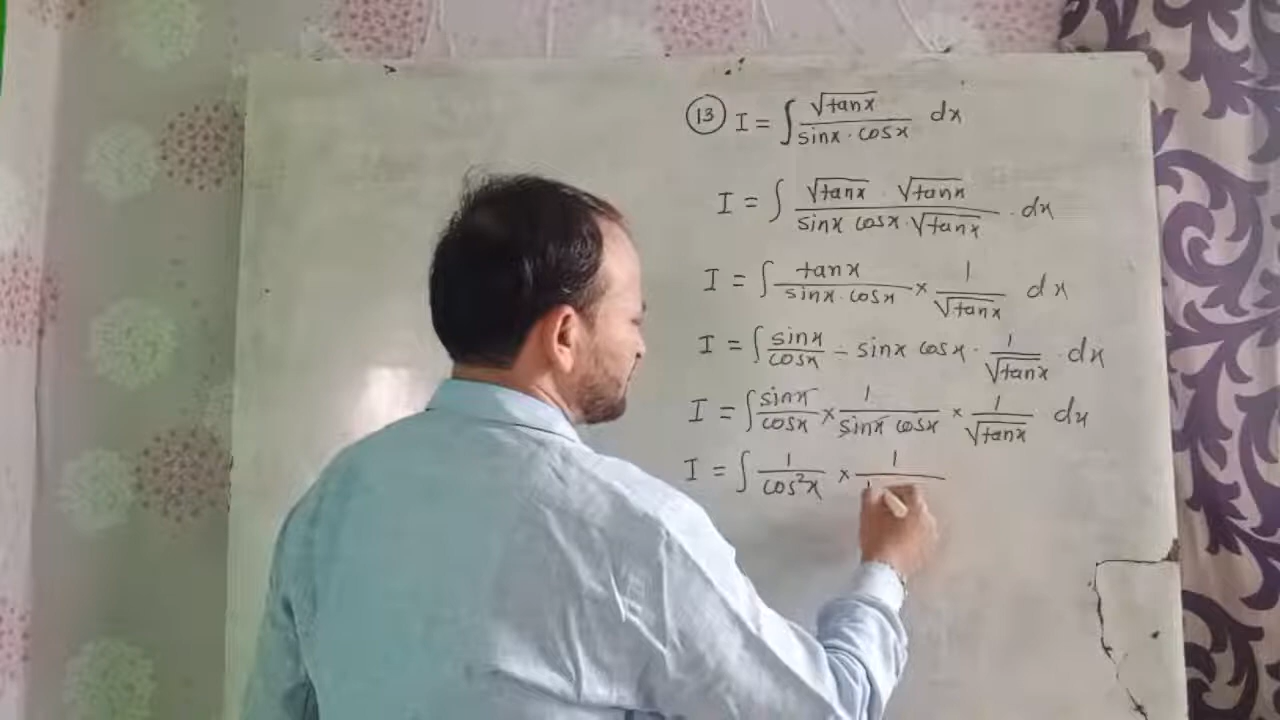 (13) I = ∫ √tanx / sinx · cosx dx
I = ∫ √tanx · √tanx / sinx cosx · √tanx · dx
I = ∫ tanx / sinx · cosx × 1 / √tanx dx
I = ∫ sinx / cosx ÷ sinx cosx · 1 / √tanx · dx
I = ∫ sinx / cosx × 1 / sinx cosx × 1 / √tanx dx
I = ∫ 1 / cos²x × 1 /